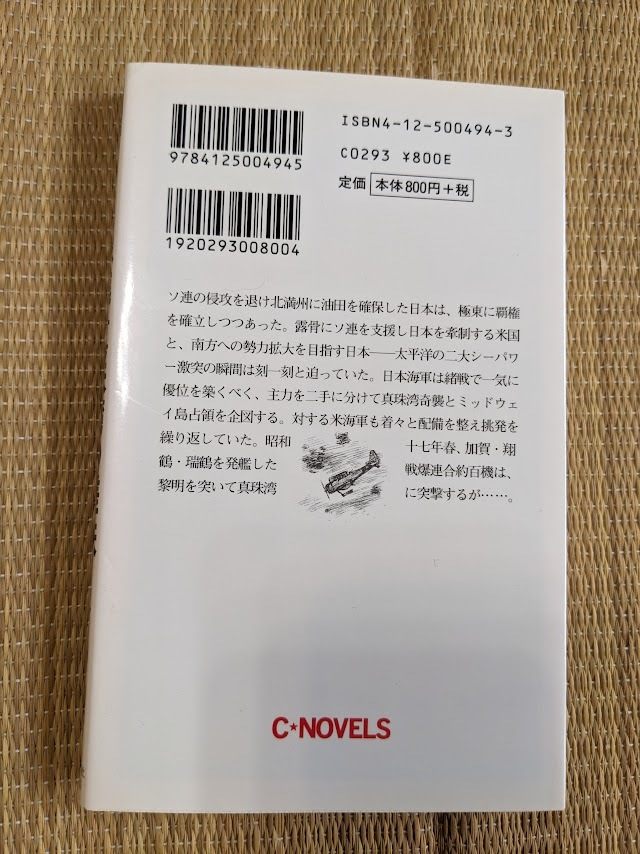 ISBN4-12-500494-3
9784125004945
C0293 ¥800E
定価 本体800円+税
1920293008004
ソ連の侵攻を退け北満州に油田を確保した日本は、極東に覇権
を確立しつつあった。露骨にソ連を支援し日本を牽制する米国
と、南方への勢力拡大を目指す日本――太平洋の二大シーパワ
ー激突の瞬間は刻一刻と迫っていた。日本海軍は緒戦で一気に
優位を築くべく、主力を二手に分けて真珠湾奇襲とミッドウェ
イ島占領を企図する。対する米海軍も着々と配備を整え挑発を
繰り返していた。昭和十七年春、加賀・翔
鶴・瑞鶴を発艦した戦爆連合約百機は、
黎明を突いて真珠湾に突撃するが……。
C★NOVELS